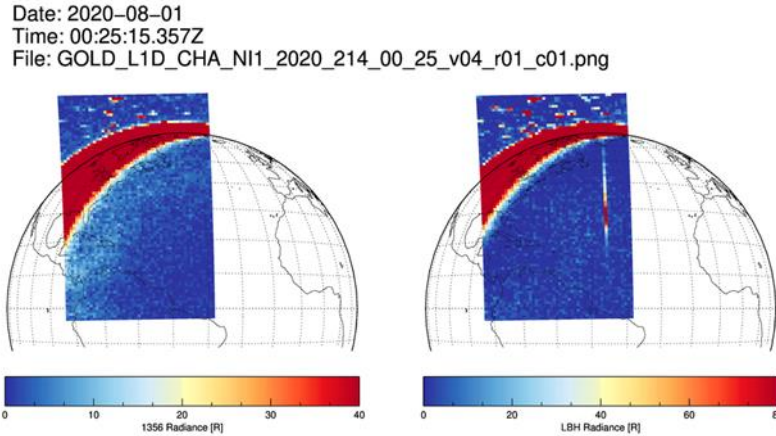 Date: 2020-08-01
Time: 00:25:15.357Z
File: GOLD_L1D_CHA_NI1_2020_214_00_25_v04_r01_c01.png
0 10 20 30 40
1356 Radiance [R]
0 20 40 60
LBH Radiance [R]